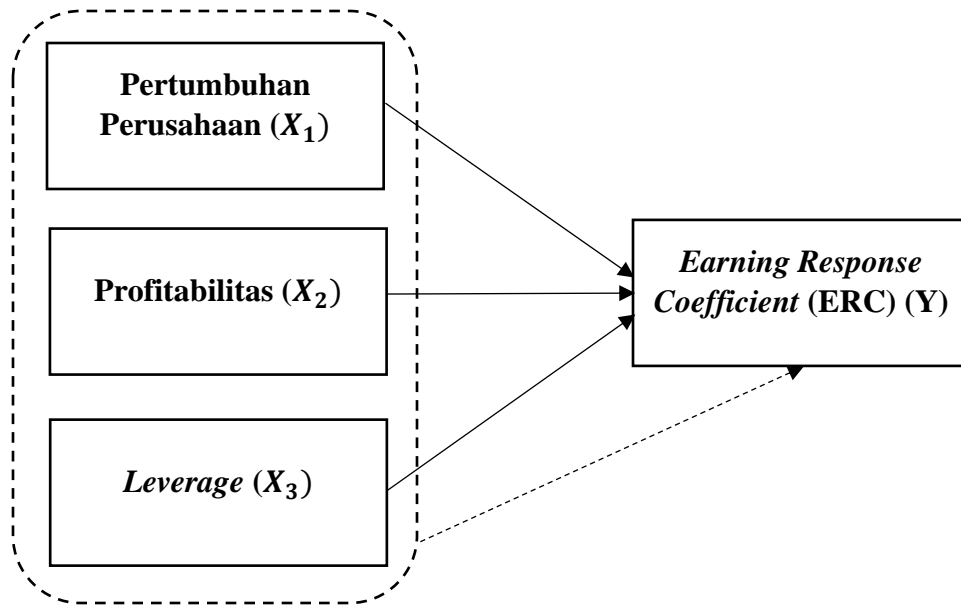 Pertumbuhan
Perusahaan (X₁)
Profitabilitas (X₂)
Leverage (X₃)
Earning Response
Coefficient (ERC) (Y)